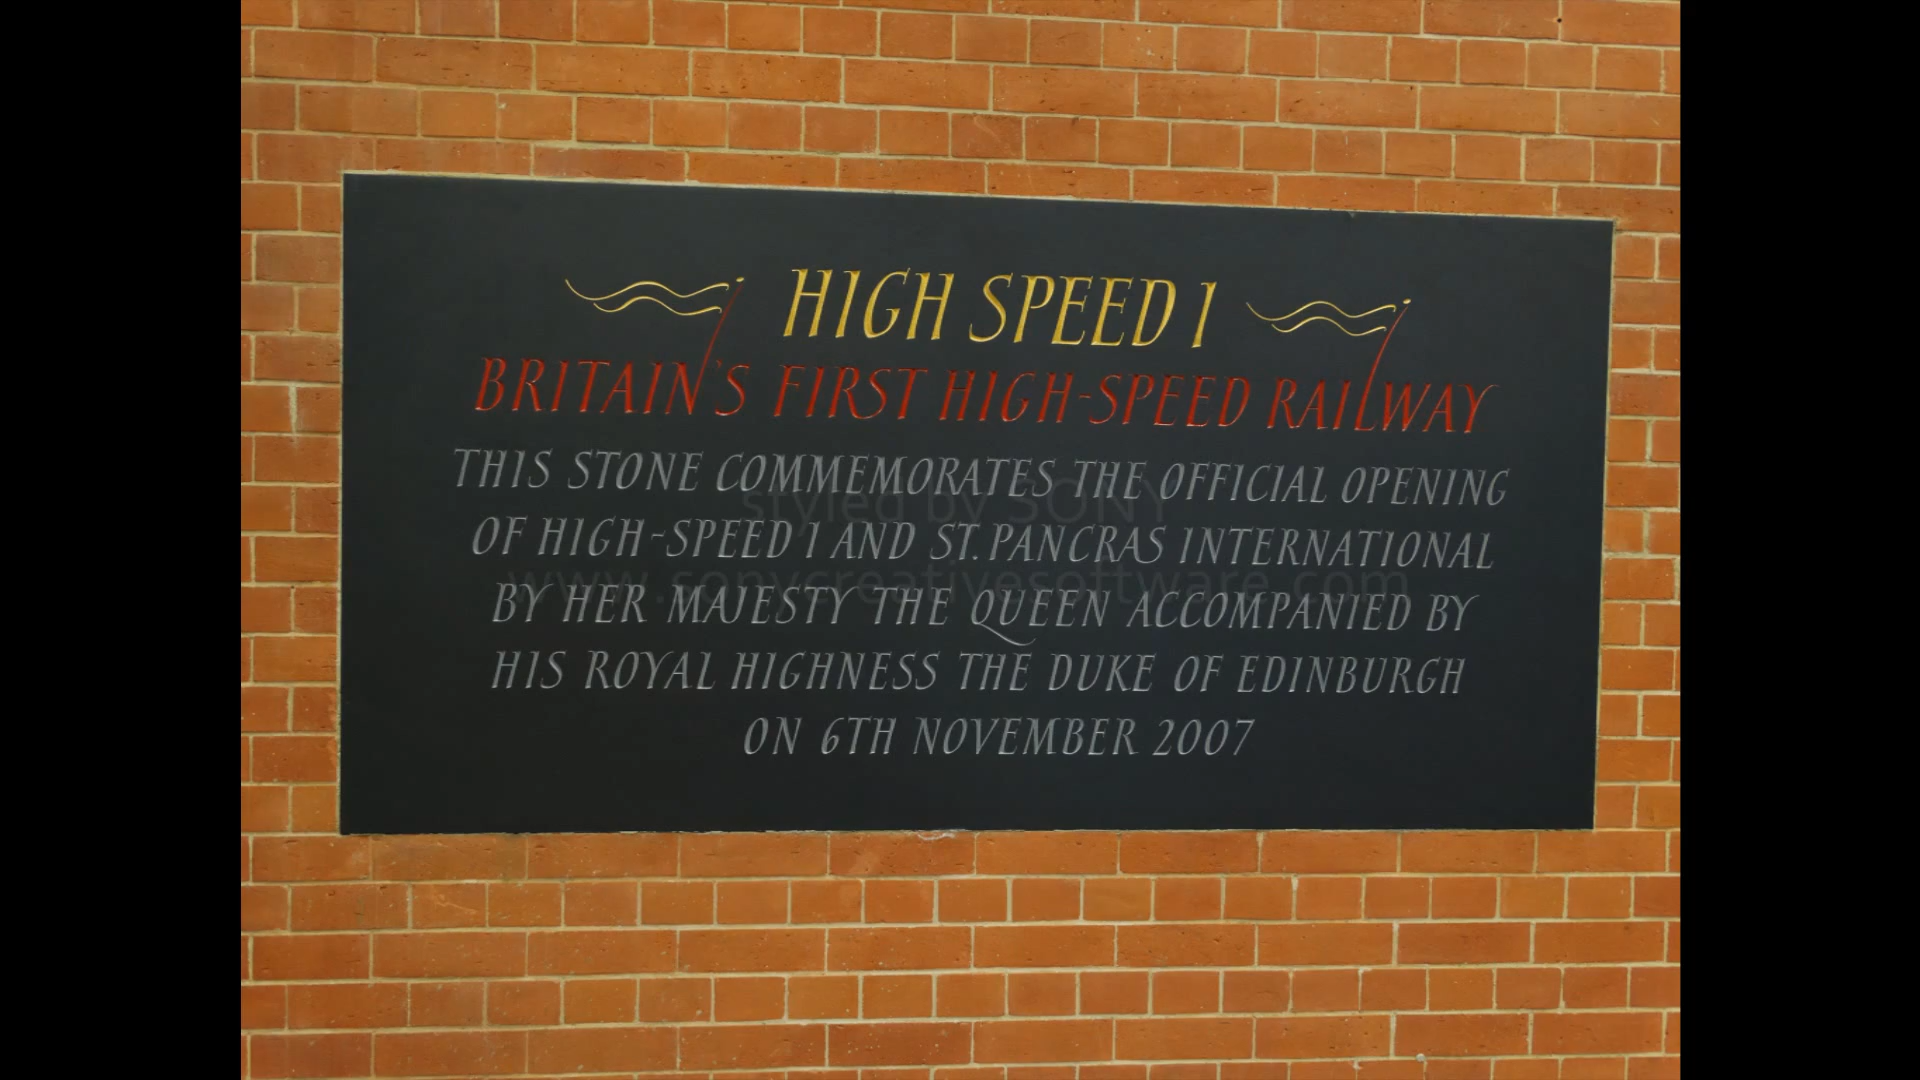 HIGH SPEED 1
BRITAIN'S FIRST HIGH-SPEED RAILWAY
THIS STONE COMMEMORATES THE OFFICIAL OPENING
styled by SONY
OF HIGH-SPEED 1 AND ST. PANCRAS INTERNATIONAL
www.sonycreativesoftware.com
BY HER MAJESTY THE QUEEN ACCOMPANIED BY
HIS ROYAL HIGHNESS THE DUKE OF EDINBURGH
ON 6TH NOVEMBER 2007